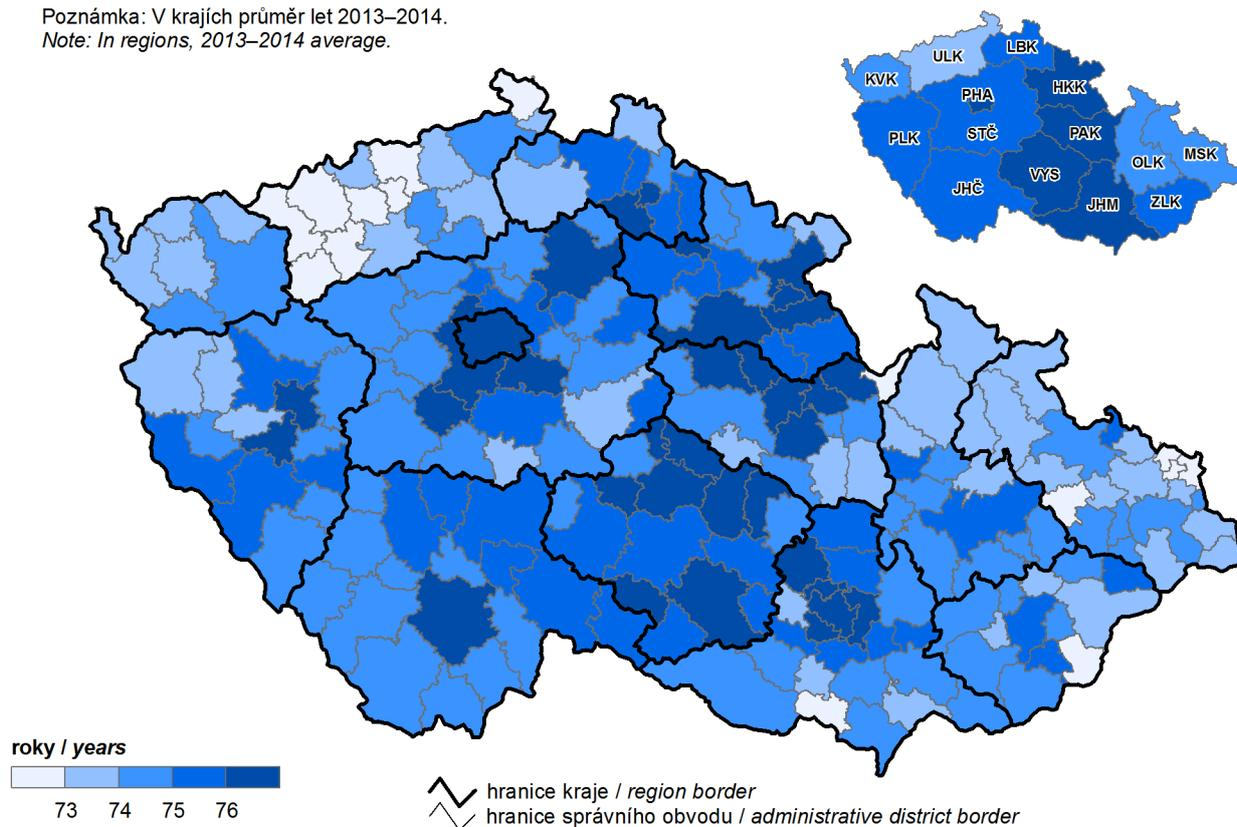 Poznámka: V krajích průměr let 2013–2014.
Note: In regions, 2013–2014 average.
LBK
ULK
KVK
HKK
PHA
PLK
STČ
PAK
MSK
OLK
VYS
JHČ
JHM
ZLK
roky / years
73 74 75 76
hranice kraje / region border
hranice správního obvodu / administrative district border